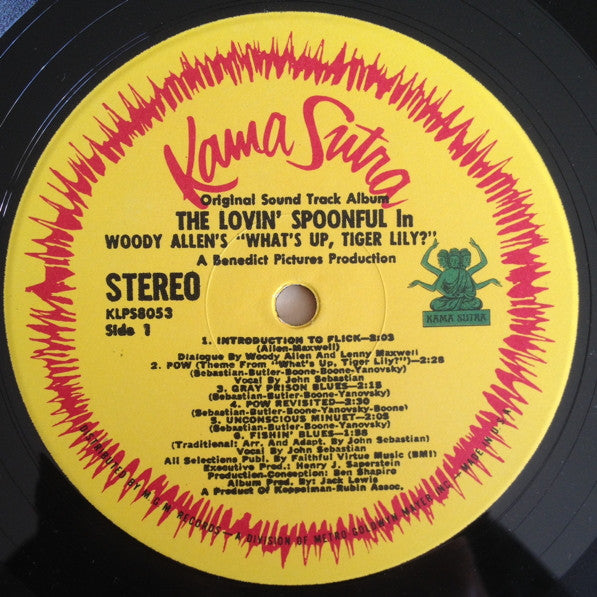 Kama Sutra
Original Sound Track Album
THE LOVIN' SPOONFUL In
WOODY ALLEN'S "WHAT'S UP, TIGER LILY?"
A Benedict Pictures Production
STEREO
KLPS8053
Side 1
KAMA SUTRA
1. INTRODUCTION TO FLICK—2:03
(Allen-Maxwell)
Dialogue By Woody Allen And Lenny Maxwell
2. POW (Theme From "What's Up, Tiger Lily?")—2:28
(Sebastian-Butler-Boone-Yanovsky)
Vocal By John Sebastian
3. GRAY PRISON BLUES—2:15
(Sebastian-Butler-Boone-Yanovsky)
4. POW REVISITED—2:30
(Sebastian-Butler-Yanovsky-Boone)
5. UNCONSCIOUS MINUET—2:05
(Sebastian-Butler-Boone-Yanovsky)
6. FISHIN' BLUES—1:58
(Traditional: Arr. And Adapt. By John Sebastian)
Vocal By John Sebastian
All Selections Publ. By Faithful Virtue Music (BMI)
Executive Prod.: Henry J. Saperstein
Production-Conception: Ben Shapiro
Album Prod. By: Jack Lewis
A Product Of Koppelman-Rubin Assoc.
DISTRIBUTED BY M.G.M. RECORDS—A DIVISION OF METRO GOLDWYN MAYER INC.—MADE IN U.S.A.